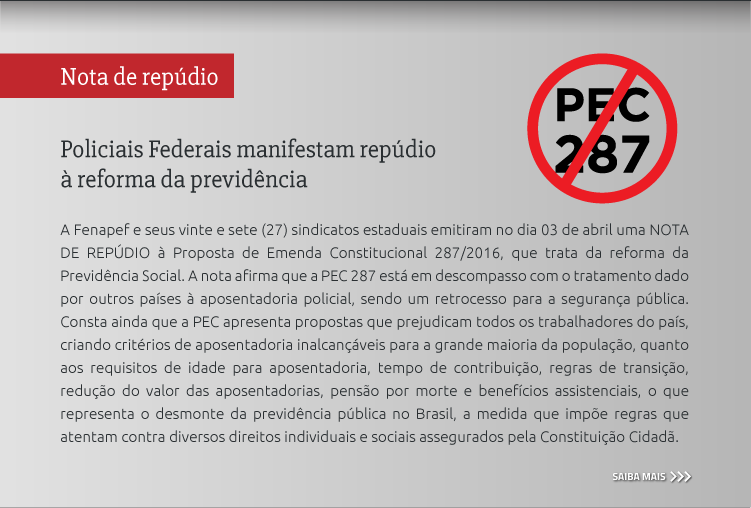 Nota de repúdio
PEC
287
Policiais Federais manifestam repúdio
à reforma da previdência
A Fenapef e seus vinte e sete (27) sindicatos estaduais emitiram no dia 03 de abril uma NOTA
DE REPÚDIO à Proposta de Emenda Constitucional 287/2016, que trata da reforma da
Previdência Social. A nota afirma que a PEC 287 está em descompasso com o tratamento dado
por outros países à aposentadoria policial, sendo um retrocesso para a segurança pública.
Consta ainda que a PEC apresenta propostas que prejudicam todos os trabalhadores do país,
criando critérios de aposentadoria inalcançáveis para a grande maioria da população, quanto
aos requisitos de idade para aposentadoria, tempo de contribuição, regras de transição,
redução do valor das aposentadorias, pensão por morte e benefícios assistenciais, o que
representa o desmonte da previdência pública no Brasil, a medida que impõe regras que
atentam contra diversos direitos individuais e sociais assegurados pela Constituição Cidadã.
SAIBA MAIS